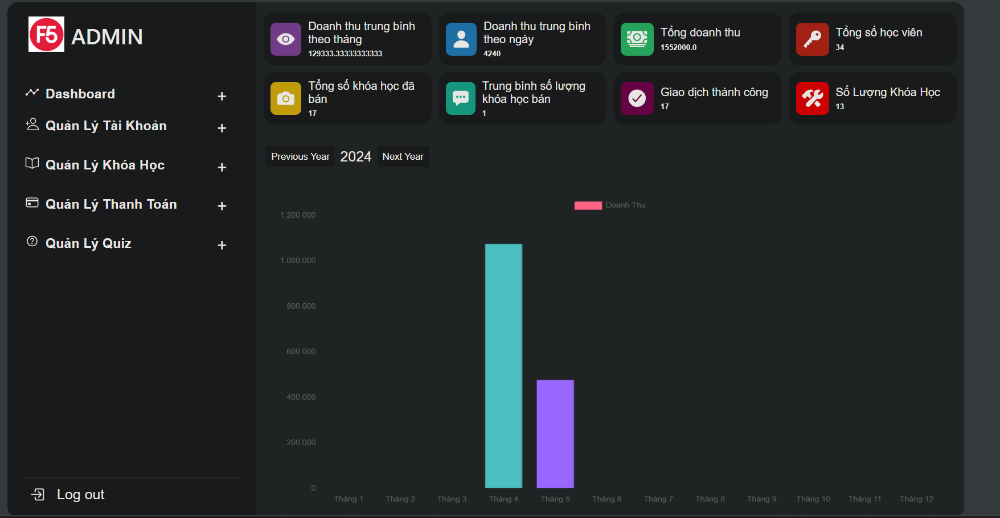 F5 ADMIN
Dashboard +
Quản Lý Tài Khoản +
Quản Lý Khóa Học +
Quản Lý Thanh Toán +
Quản Lý Quiz +
Log out
Doanh thu trung bình
theo tháng
129333.33333333333
Doanh thu trung bình
theo ngày
4240
Tổng doanh thu
1552000.0
Tổng số học viên
34
Tổng số khóa học đã
bán
17
Trung bình số lượng
khóa học bán
1
Giao dịch thành công
17
Số Lượng Khóa Học
13
Previous Year 2024 Next Year
Doanh Thu
1.200.000
1.000.000
800.000
600.000
400.000
200.000
0
Tháng 1 Tháng 2 Tháng 3 Tháng 4 Tháng 5 Tháng 6 Tháng 7 Tháng 8 Tháng 9 Tháng 10 Tháng 11 Tháng 12